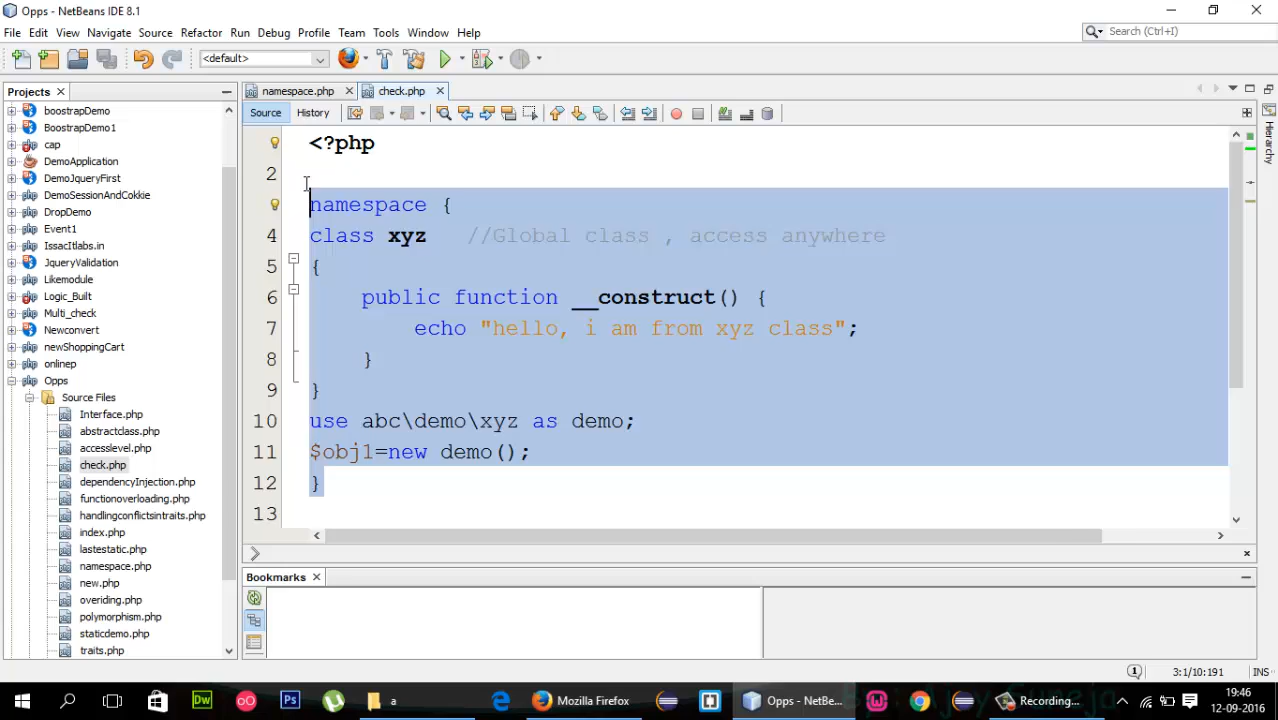 Opps - NetBeans IDE 8.1
File Edit View Navigate Source Refactor Run Debug Profile Team Tools Window Help
Search (Ctrl+I)
<default>
Projects
namespace.php
check.php
Source History
boostrapDemo
BoostrapDemo1
cap
DemoApplication
DemoJqueryFirst
DemoSessionAndCokkie
DropDemo
Event1
IssacItlabs.in
JqueryValidation
Likemodule
Logic_Built
Multi_check
Newconvert
newShoppingCart
onlinep
Opps
Source Files
Interface.php
abstractclass.php
accesslevel.php
check.php
dependencyInjection.php
functionoverloading.php
handlingconflictsintraits.php
index.php
lastestatic.php
namespace.php
new.php
overiding.php
polymorphism.php
staticdemo.php
traits.php
<?php
2
namespace {
4 class xyz //Global class , access anywhere
5 {
6 public function __construct() {
7 echo "hello, i am from xyz class";
8 }
9 }
10 use abc\demo\xyz as demo;
11 $obj1=new demo();
12 }
13
Hierarchy
Bookmarks
1 3:1/10:191 INS
Dw
Ps
a
Mozilla Firefox
Opps - NetBe...
Recording...
19:46
12-09-2016